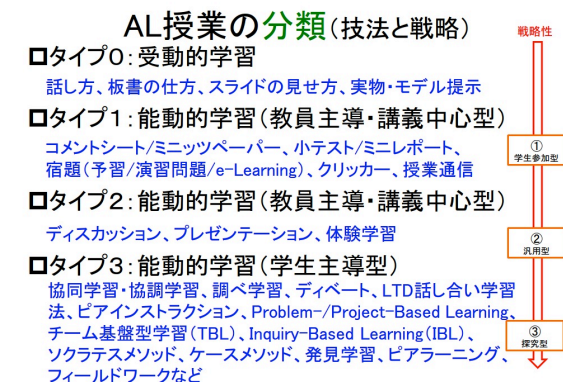 AL授業の分類(技法と戦略)
戦略性
ロタイプ0:受動的学習
話し方、板書の仕方、スライドの見せ方、実物・モデル提示
ロタイプ1:能動的学習(教員主導・講義中心型)
コメントシート/ミニッツペーパー、小テスト/ミニレポート、
宿題(予習/演習問題/e-Learning)、クリッカー、授業通信
①
学生参加型
ロタイプ2:能動的学習(教員主導・講義中心型)
ディスカッション、プレゼンテーション、体験学習
②
汎用型
ロタイプ3:能動的学習(学生主導型)
協同学習・協調学習、調べ学習、ディベート、LTD話し合い学習
法、ピアインストラクション、Problem-/Project-Based Learning、
チーム基盤型学習(TBL)、Inquiry-Based Learning(IBL)、
ソクラテスメソッド、ケースメソッド、発見学習、ピアラーニング、
フィールドワークなど
③
探究型